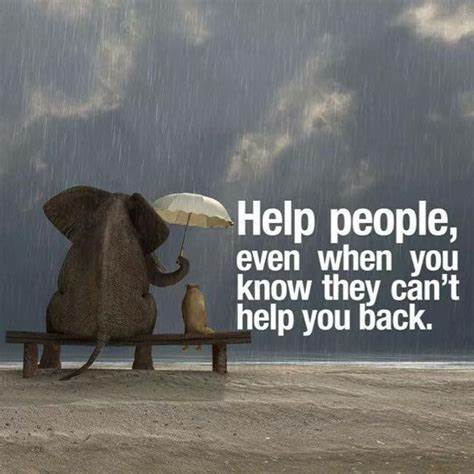 Help people,
even when you
know they can't
help you back.